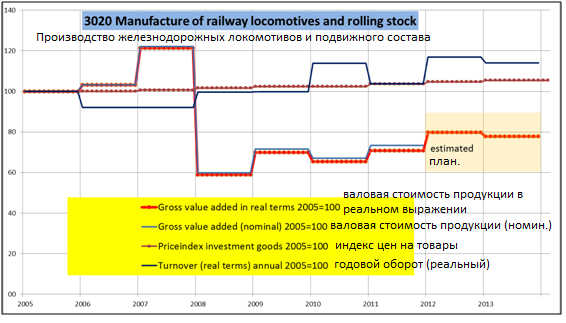 3020 Manufacture of railway locomotives and rolling stock
Производство железнодорожных локомотивов и подвижного состава
140
120
100
80
60
40
20
00
estimated
план.
Gross value added in real terms 2005=100 валовая стоимость продукции в
реальном выражении
Gross value added (nominal) 2005=100 валовая стоимость продукции (номин.)
Priceindex investment goods 2005=100 индекс цен на товары
Turnover (real terms) annual 2005=100 годовой оборот (реальный)
2005 2006 2007 2008 2009 2010 2011 2012 2013